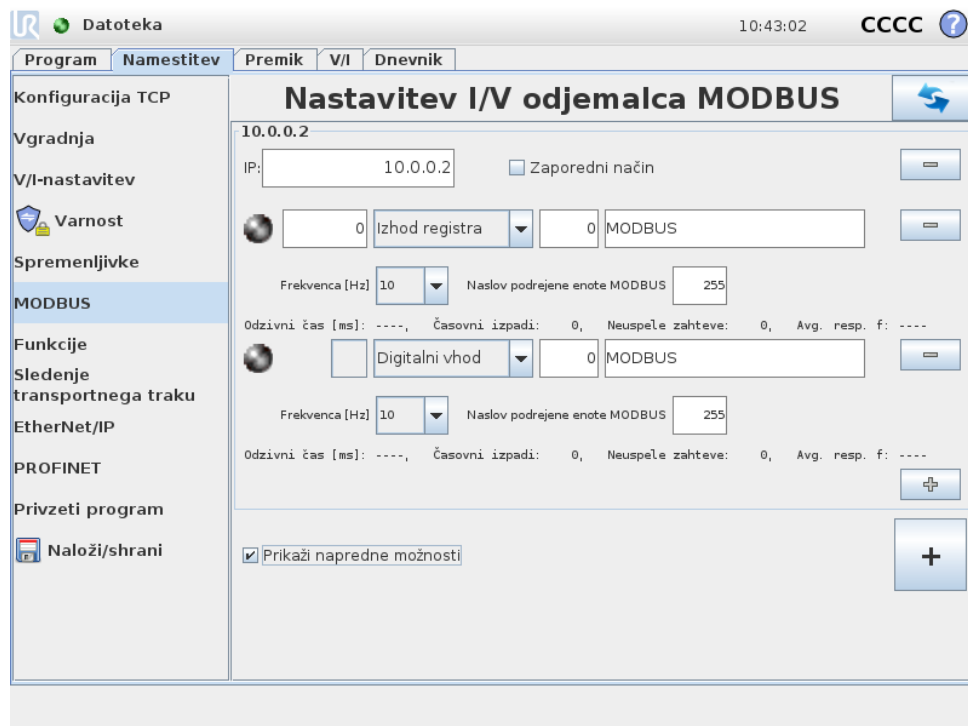 UR Datoteka 10:43:02 CCCC ?
Program Namestitev Premik V/I Dnevnik
Konfiguracija TCP
Vgradnja
V/I-nastavitev
Varnost
Spremenljivke
MODBUS
Funkcije
Sledenje
transportnega traku
EtherNet/IP
PROFINET
Privzeti program
Naloži/shrani
Nastavitev I/V odjemalca MODBUS
10.0.0.2
IP: 10.0.0.2 Zaporedni način
0 Izhod registra 0 MODBUS
Frekvenca [Hz] 10 Naslov podrejene enote MODBUS 255
Odzivni čas [ms]: ----, Časovni izpadi: 0, Neuspele zahteve: 0, Avg. resp. f: ----
Digitalni vhod 0 MODBUS
Frekvenca [Hz] 10 Naslov podrejene enote MODBUS 255
Odzivni čas [ms]: ----, Časovni izpadi: 0, Neuspele zahteve: 0, Avg. resp. f: ----
Prikaži napredne možnosti